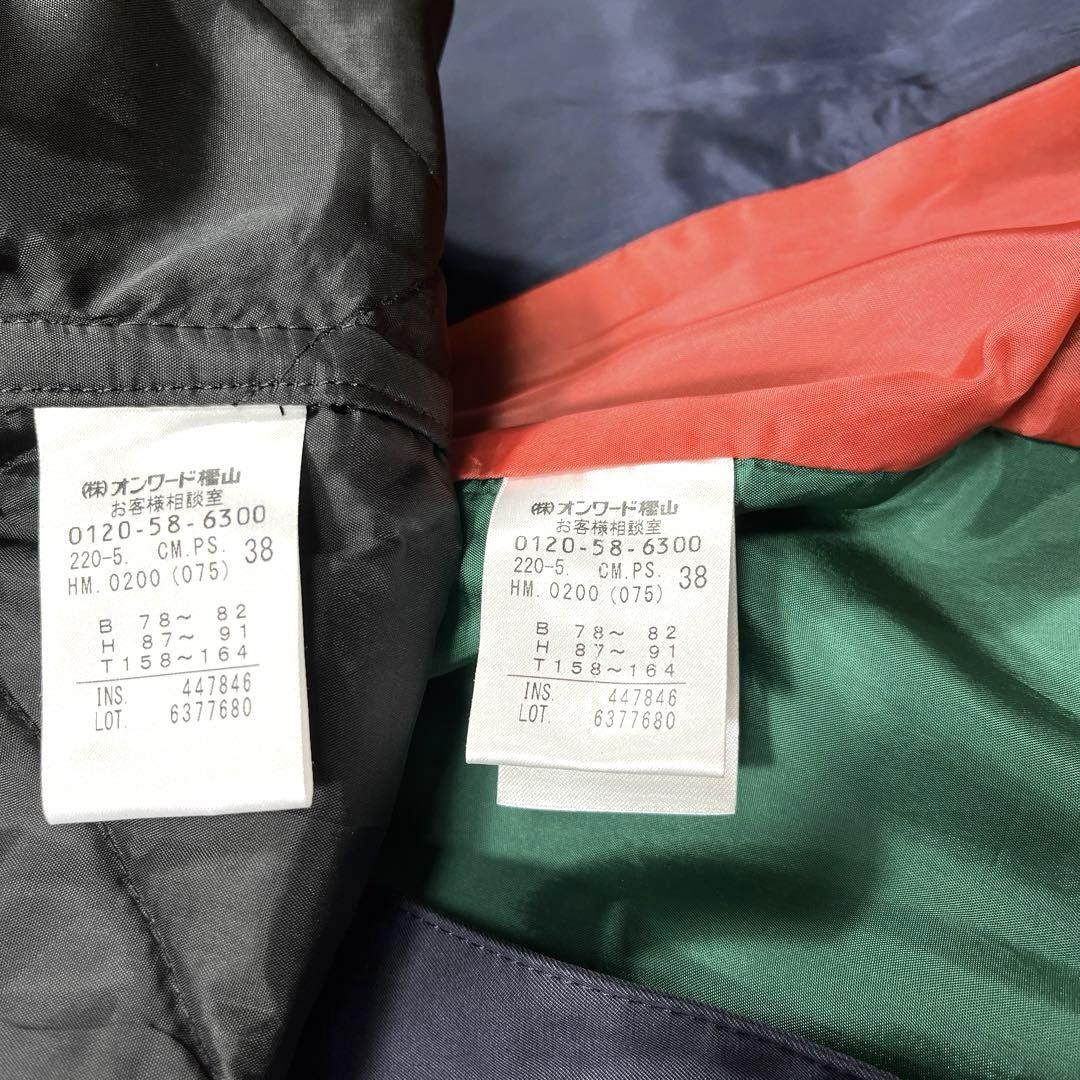 (株)オンワード樫山
お客様相談室
0120-58-6300
220-5. CM.PS. 38
HM. 0200 (075)
B 78～ 82
H 87～ 91
T 158～164
INS. 447846
LOT. 6377680
(株)オンワード樫山
お客様相談室
0120-58-6300
220-5. CM.PS. 38
HM. 0200 (075)
B 78～ 82
H 87～ 91
T 158～164
INS. 447846
LOT. 6377680